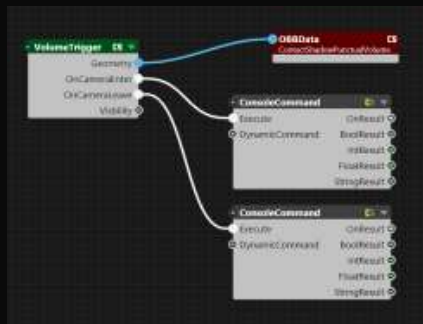 VolumeTrigger
Geometry
OnCameraEnter
OnCameraLeave
Visibility
OBBData
ContactShadowPunctualVolume
ConsoleCommand
Execute OnResult
DynamicCommand BoolResult
IntResult
FloatResult
StringResult
ConsoleCommand
Execute OnResult
DynamicCommand BoolResult
IntResult
FloatResult
StringResult